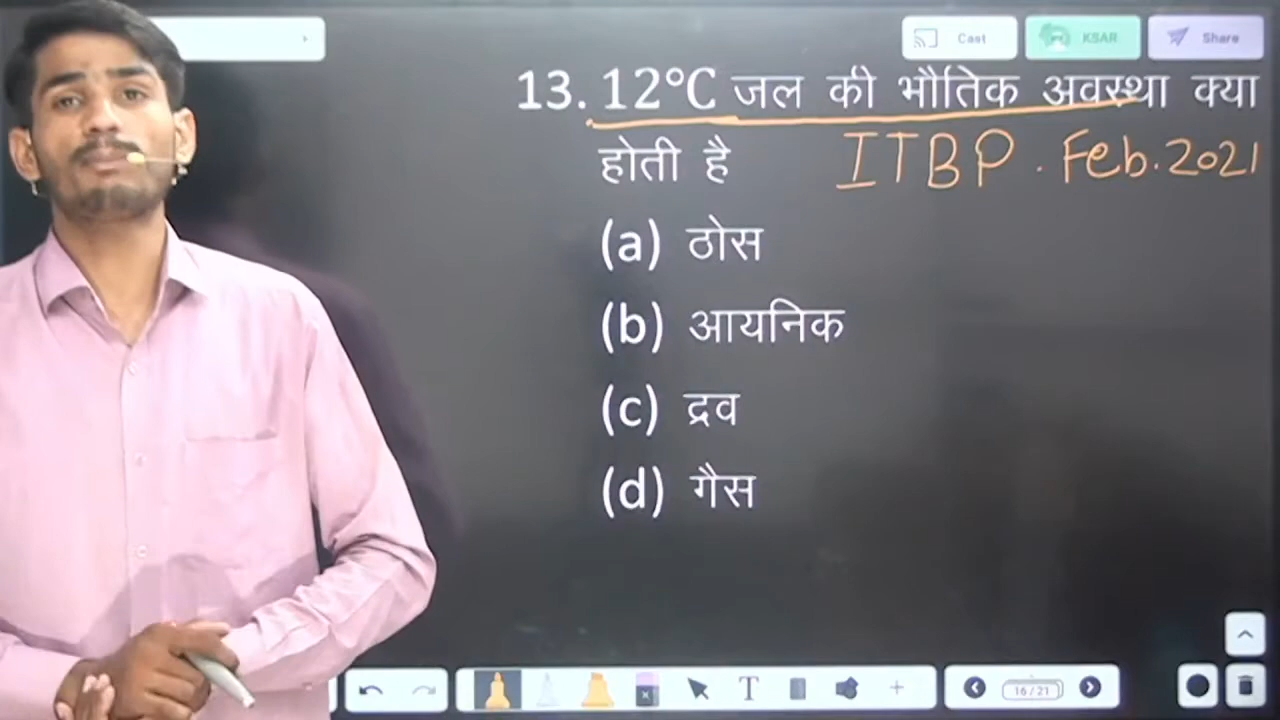 Cast KSAR Share
13. 12°C जल की भौतिक अवस्था क्या
होती है ITBP. Feb. 2021
(a) ठोस
(b) आयनिक
(c) द्रव
(d) गैस
T 16 / 21